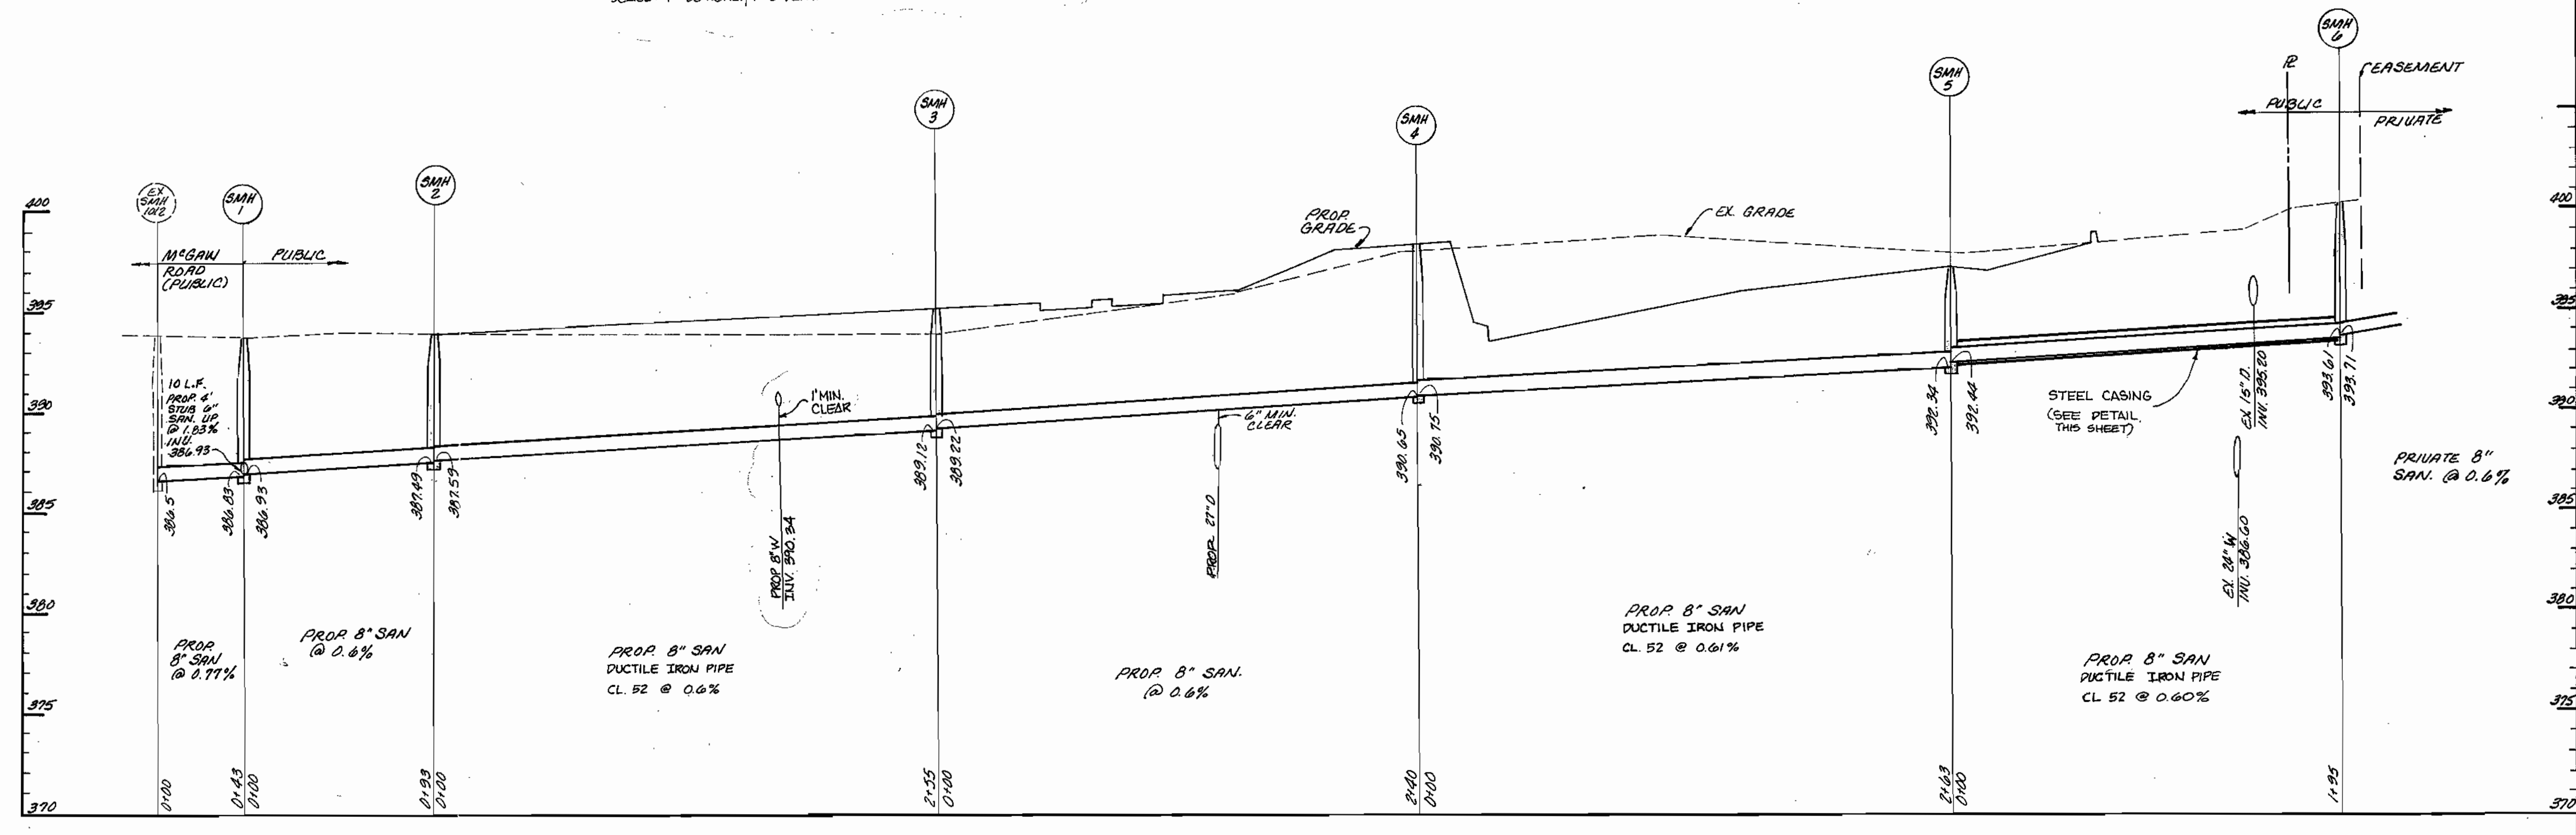 EX
SMH
1012
SMH
1
SMH
2
SMH
3
SMH
4
SMH
5
SMH
6
℄
EASEMENT
PUBLIC
PRIVATE
400
395
390
385
380
375
370
McGAW
ROAD
(PUBLIC)
PUBLIC
PROP.
GRADE
EX. GRADE
10 L.F.
PROP. 4'
STUB 6"
SAN. UP
@ 1.83%
INV.
386.93
1' MIN.
CLEAR
6" MIN.
CLEAR
STEEL CASING
(SEE DETAIL,
THIS SHEET)
386.5
386.83
386.93
387.49
387.59
389.12
389.22
390.65
390.75
392.34
392.44
393.61
393.71
PROP 8"W
INV. 390.34
PROP. 27"D
EX. 15" D.
INV. 395.20
EX. 24" W
INV. 386.60
PRIVATE 8"
SAN. @ 0.6%
PROP.
8" SAN
@ 0.77%
PROP. 8" SAN
@ 0.6%
PROP. 8" SAN
DUCTILE IRON PIPE
CL. 52 @ 0.6%
PROP. 8" SAN.
@ 0.6%
PROP. 8" SAN
DUCTILE IRON PIPE
CL. 52 @ 0.61%
PROP. 8" SAN
DUCTILE IRON PIPE
CL 52 @ 0.60%
0+00
0+43
0+00
0+93
0+00
2+55
0+00
2+40
0+00
2+63
0+00
1+95
400
395
390
385
380
375
370